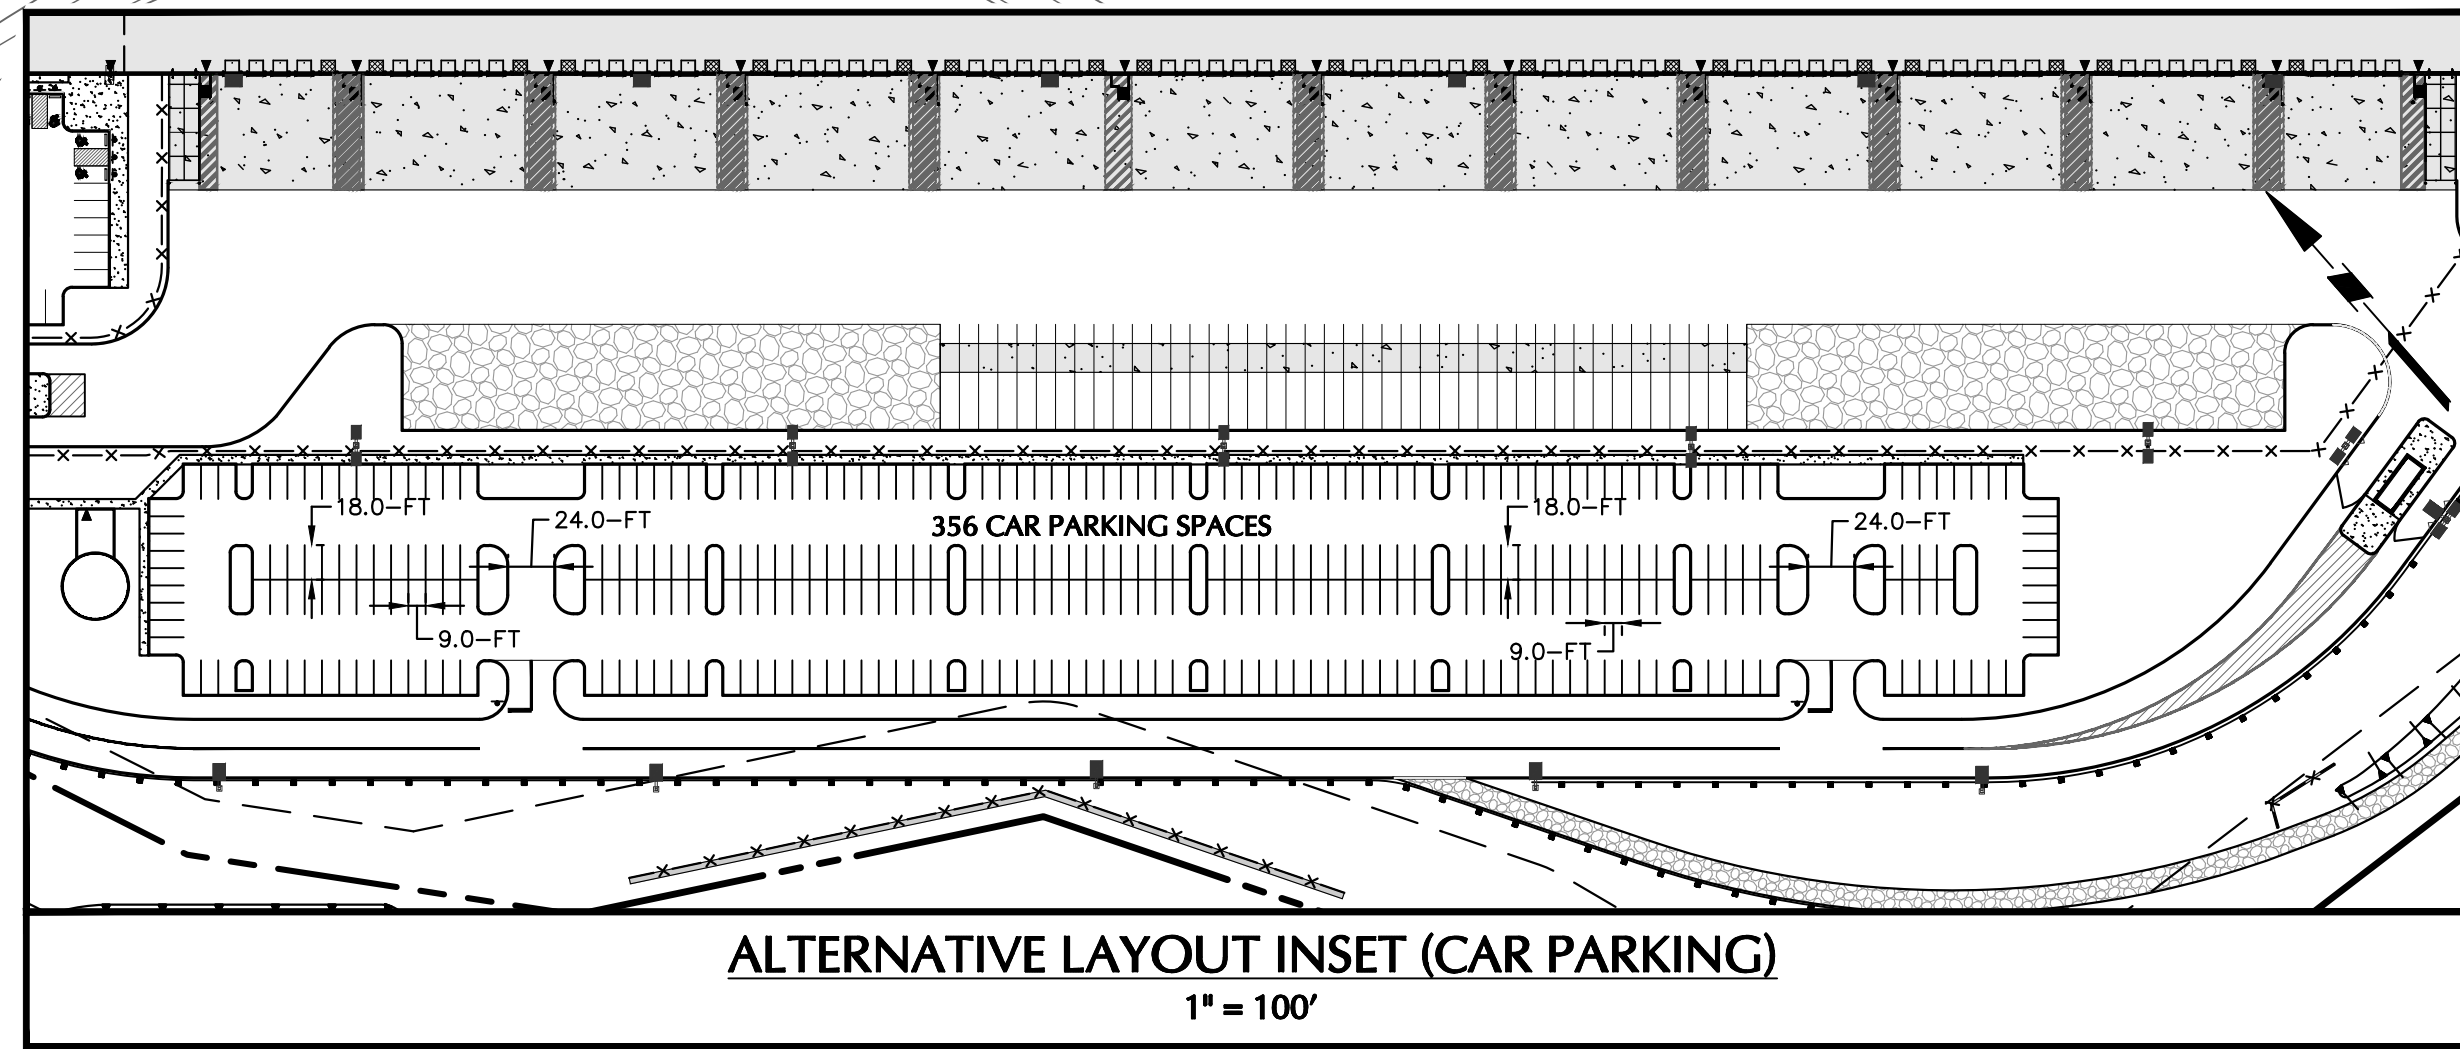 18.0-FT
24.0-FT
356 CAR PARKING SPACES
18.0-FT
24.0-FT
9.0-FT
9.0-FT
ALTERNATIVE LAYOUT INSET (CAR PARKING)
1" = 100'